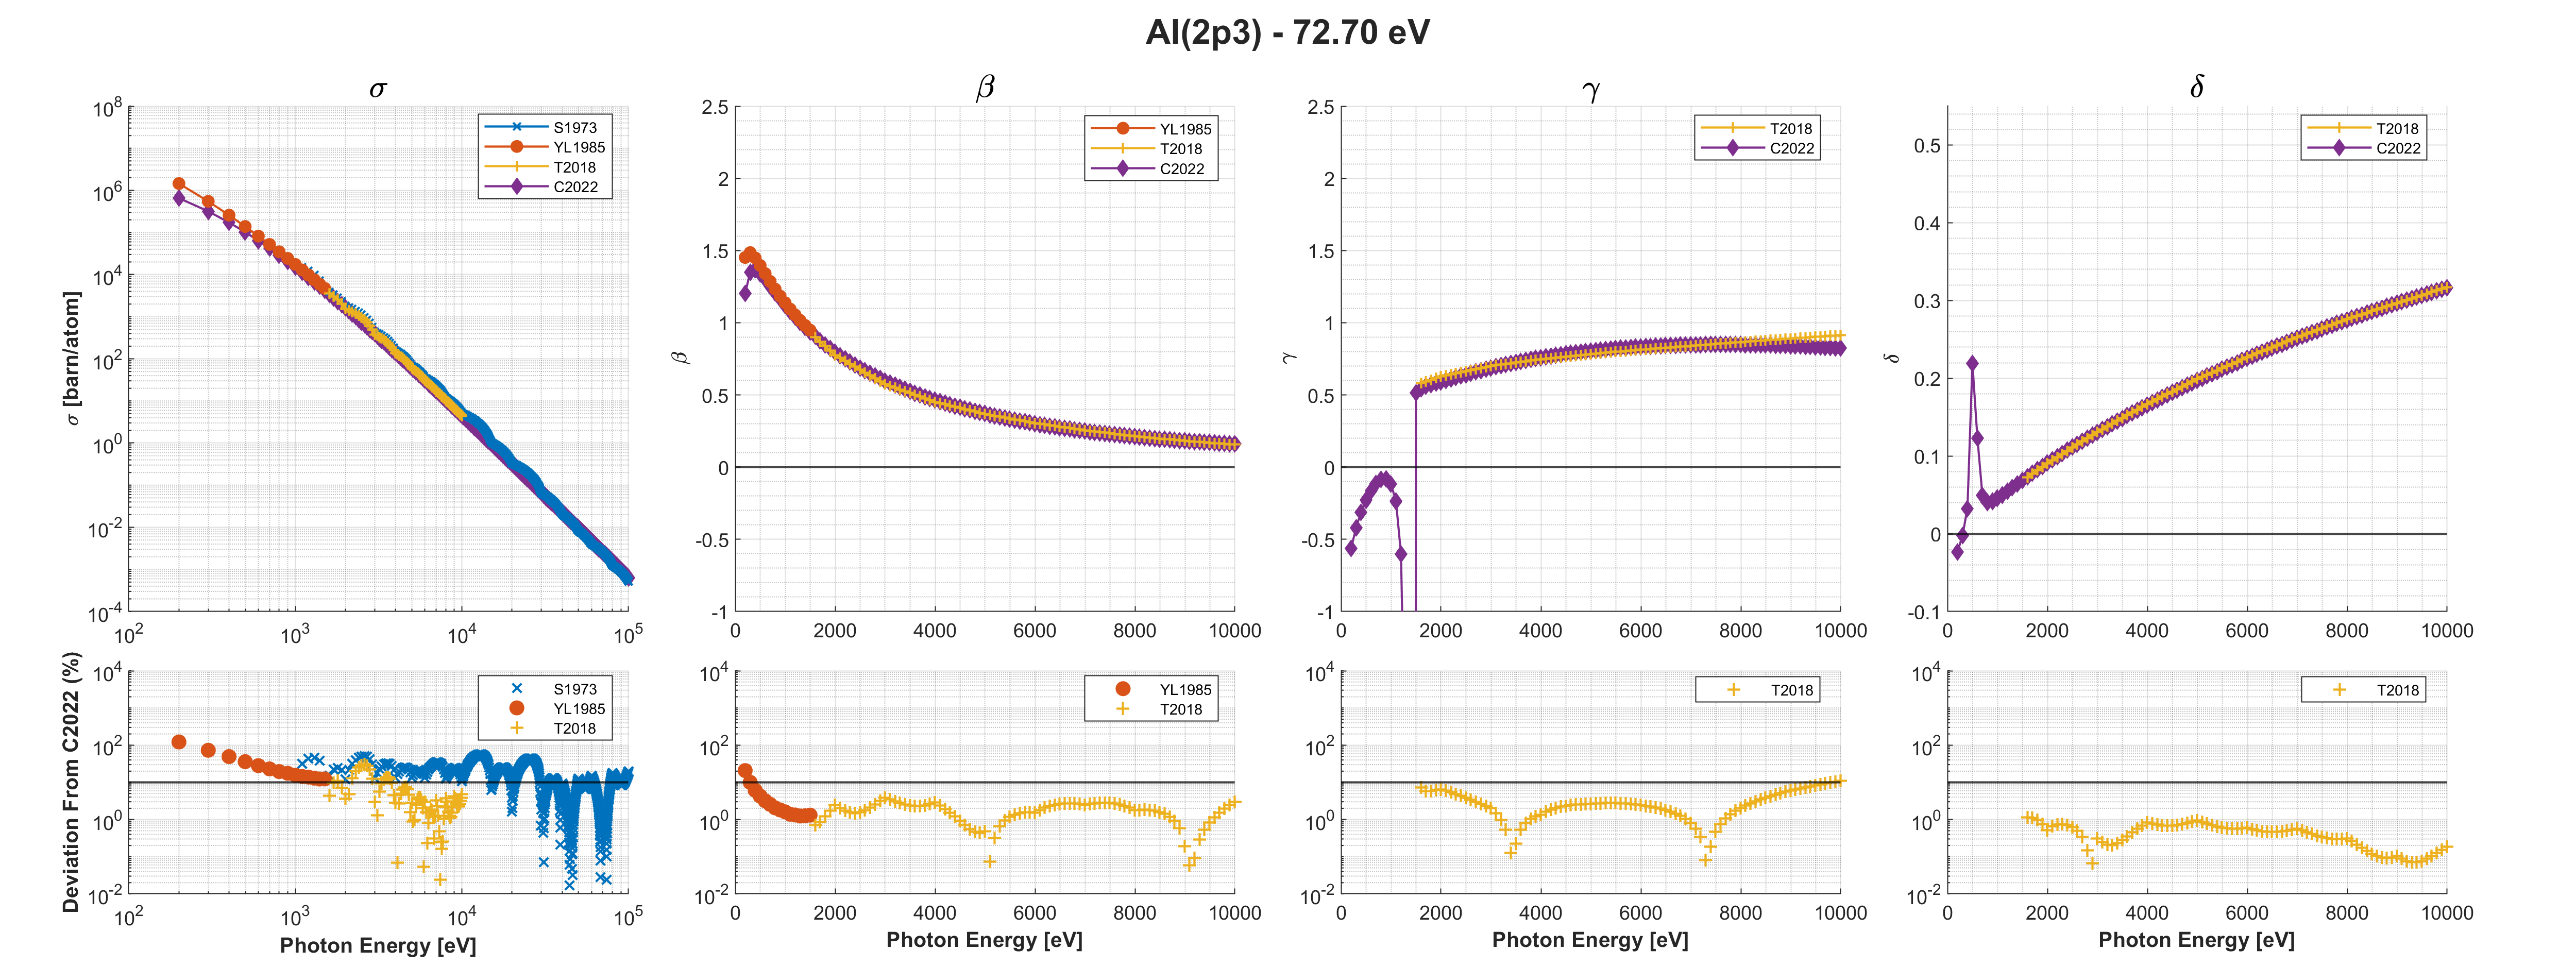 Al(2p3) - 72.70 eV
σ
σ [barn/atom]
10^8
10^6
10^4
10^2
10^0
10^-2
10^-4
10^2
10^3
10^4
10^5
S1973
YL1985
T2018
C2022
β
β
2.5
2
1.5
1
0.5
0
-0.5
-1
0
2000
4000
6000
8000
10000
YL1985
T2018
C2022
γ
γ
2.5
2
1.5
1
0.5
0
-0.5
-1
0
2000
4000
6000
8000
10000
T2018
C2022
δ
δ
0.5
0.4
0.3
0.2
0.1
0
-0.1
0
2000
4000
6000
8000
10000
T2018
C2022
Deviation From C2022 (%)
10^4
10^2
10^0
10^-2
10^2
10^3
10^4
10^5
S1973
YL1985
T2018
Photon Energy [eV]
10^4
10^2
10^0
10^-2
0
2000
4000
6000
8000
10000
YL1985
T2018
Photon Energy [eV]
10^4
10^2
10^0
10^-2
0
2000
4000
6000
8000
10000
T2018
Photon Energy [eV]
10^4
10^2
10^0
10^-2
0
2000
4000
6000
8000
10000
T2018
Photon Energy [eV]